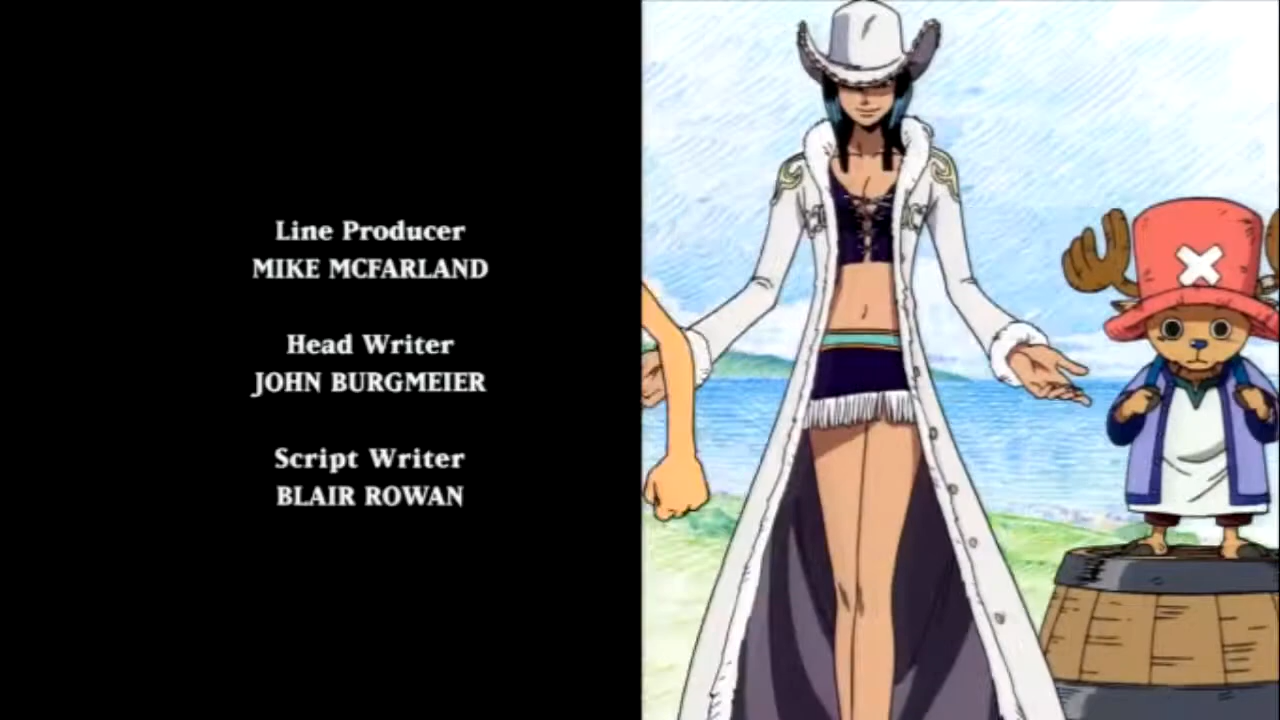 Line Producer
MIKE MCFARLAND
Head Writer
JOHN BURGMEIER
Script Writer
BLAIR ROWAN